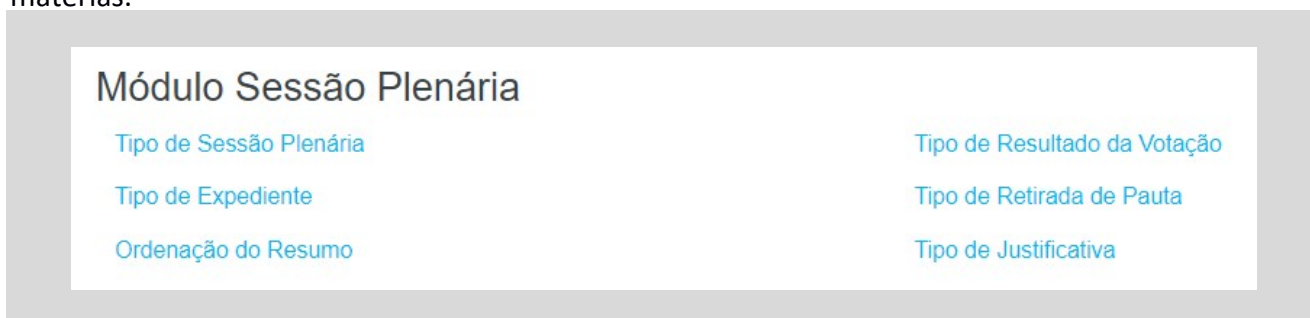 matérias.
Módulo Sessão Plenária
Tipo de Sessão Plenária
Tipo de Resultado da Votação
Tipo de Expediente
Tipo de Retirada de Pauta
Ordenação do Resumo
Tipo de Justificativa